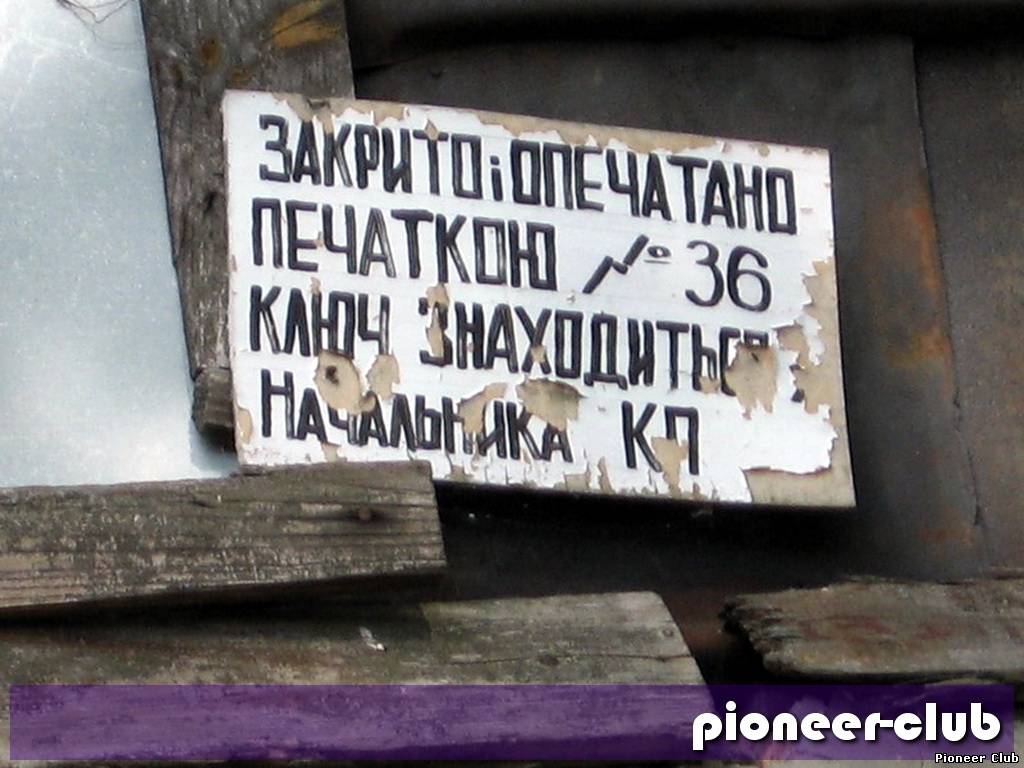 ЗАКРИТО і ОПЕЧАТАНО
ПЕЧАТКОЮ № 36
КЛЮЧ ЗНАХОДИТЬСЯ
НАЧАЛЬНИКА КП
pioneer-club
Pioneer Club